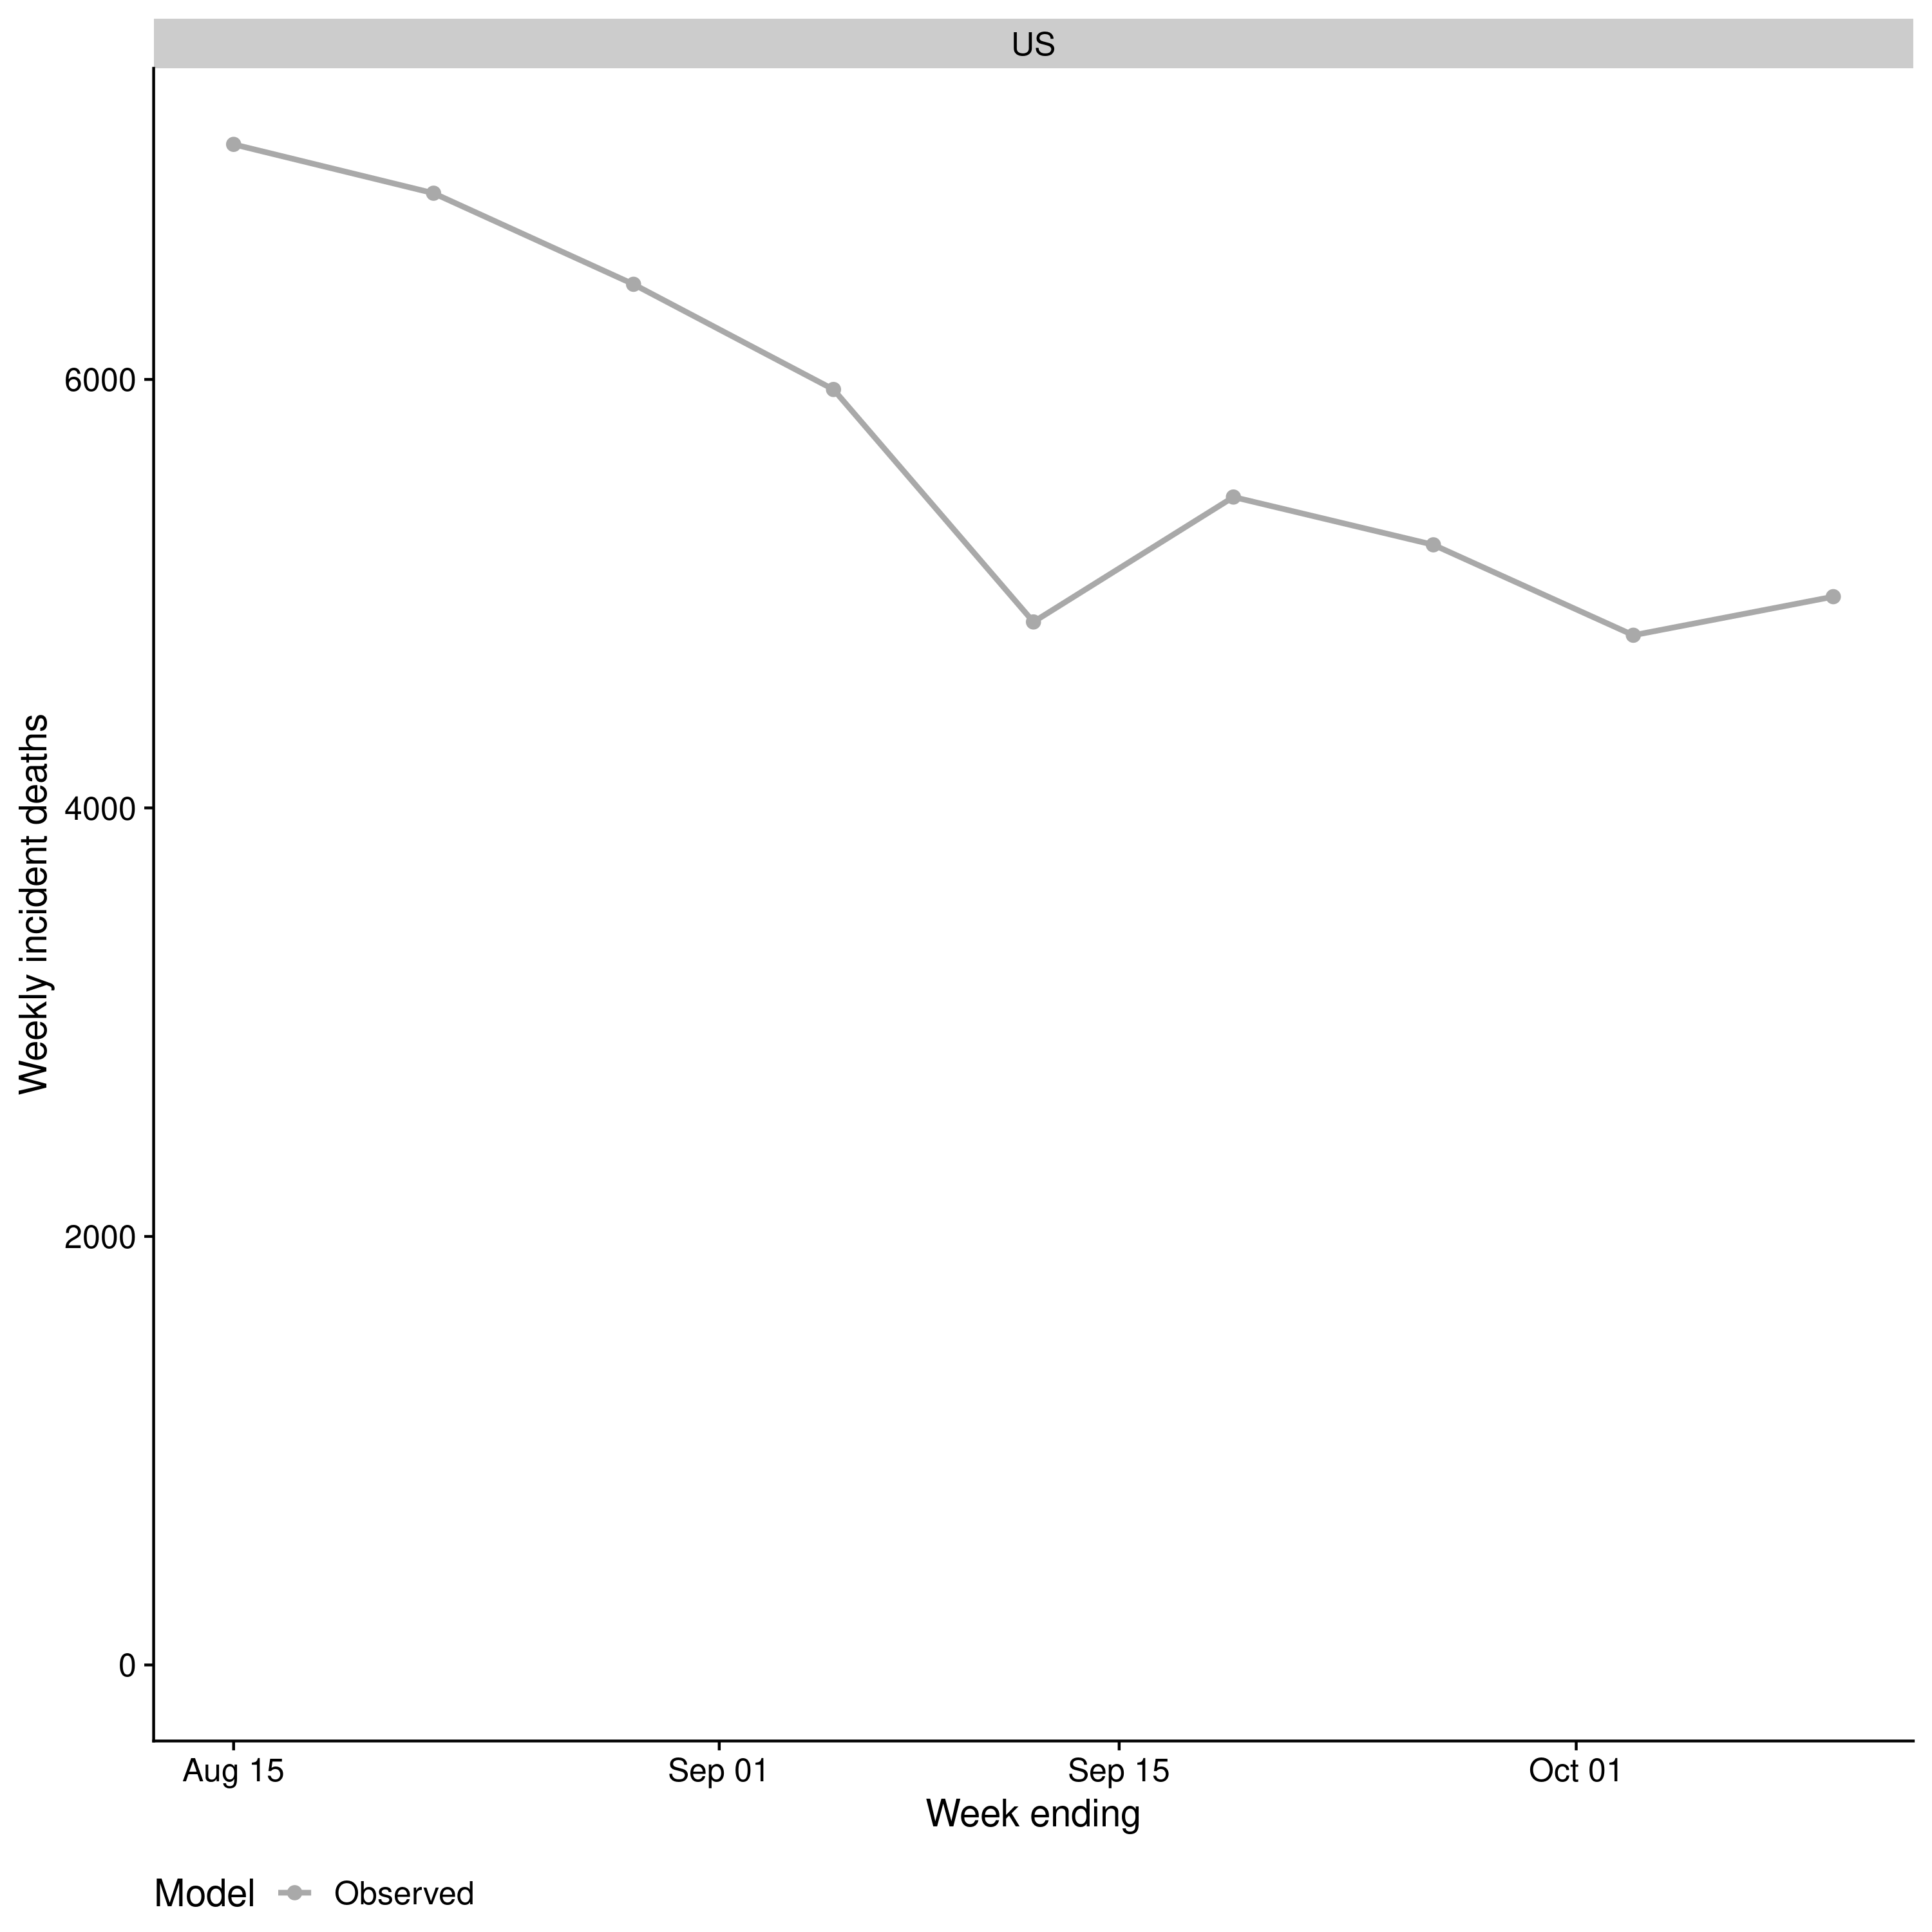 US
Weekly incident deaths
6000
4000
2000
0
Aug 15
Sep 01
Sep 15
Oct 01
Week ending
Model
Observed